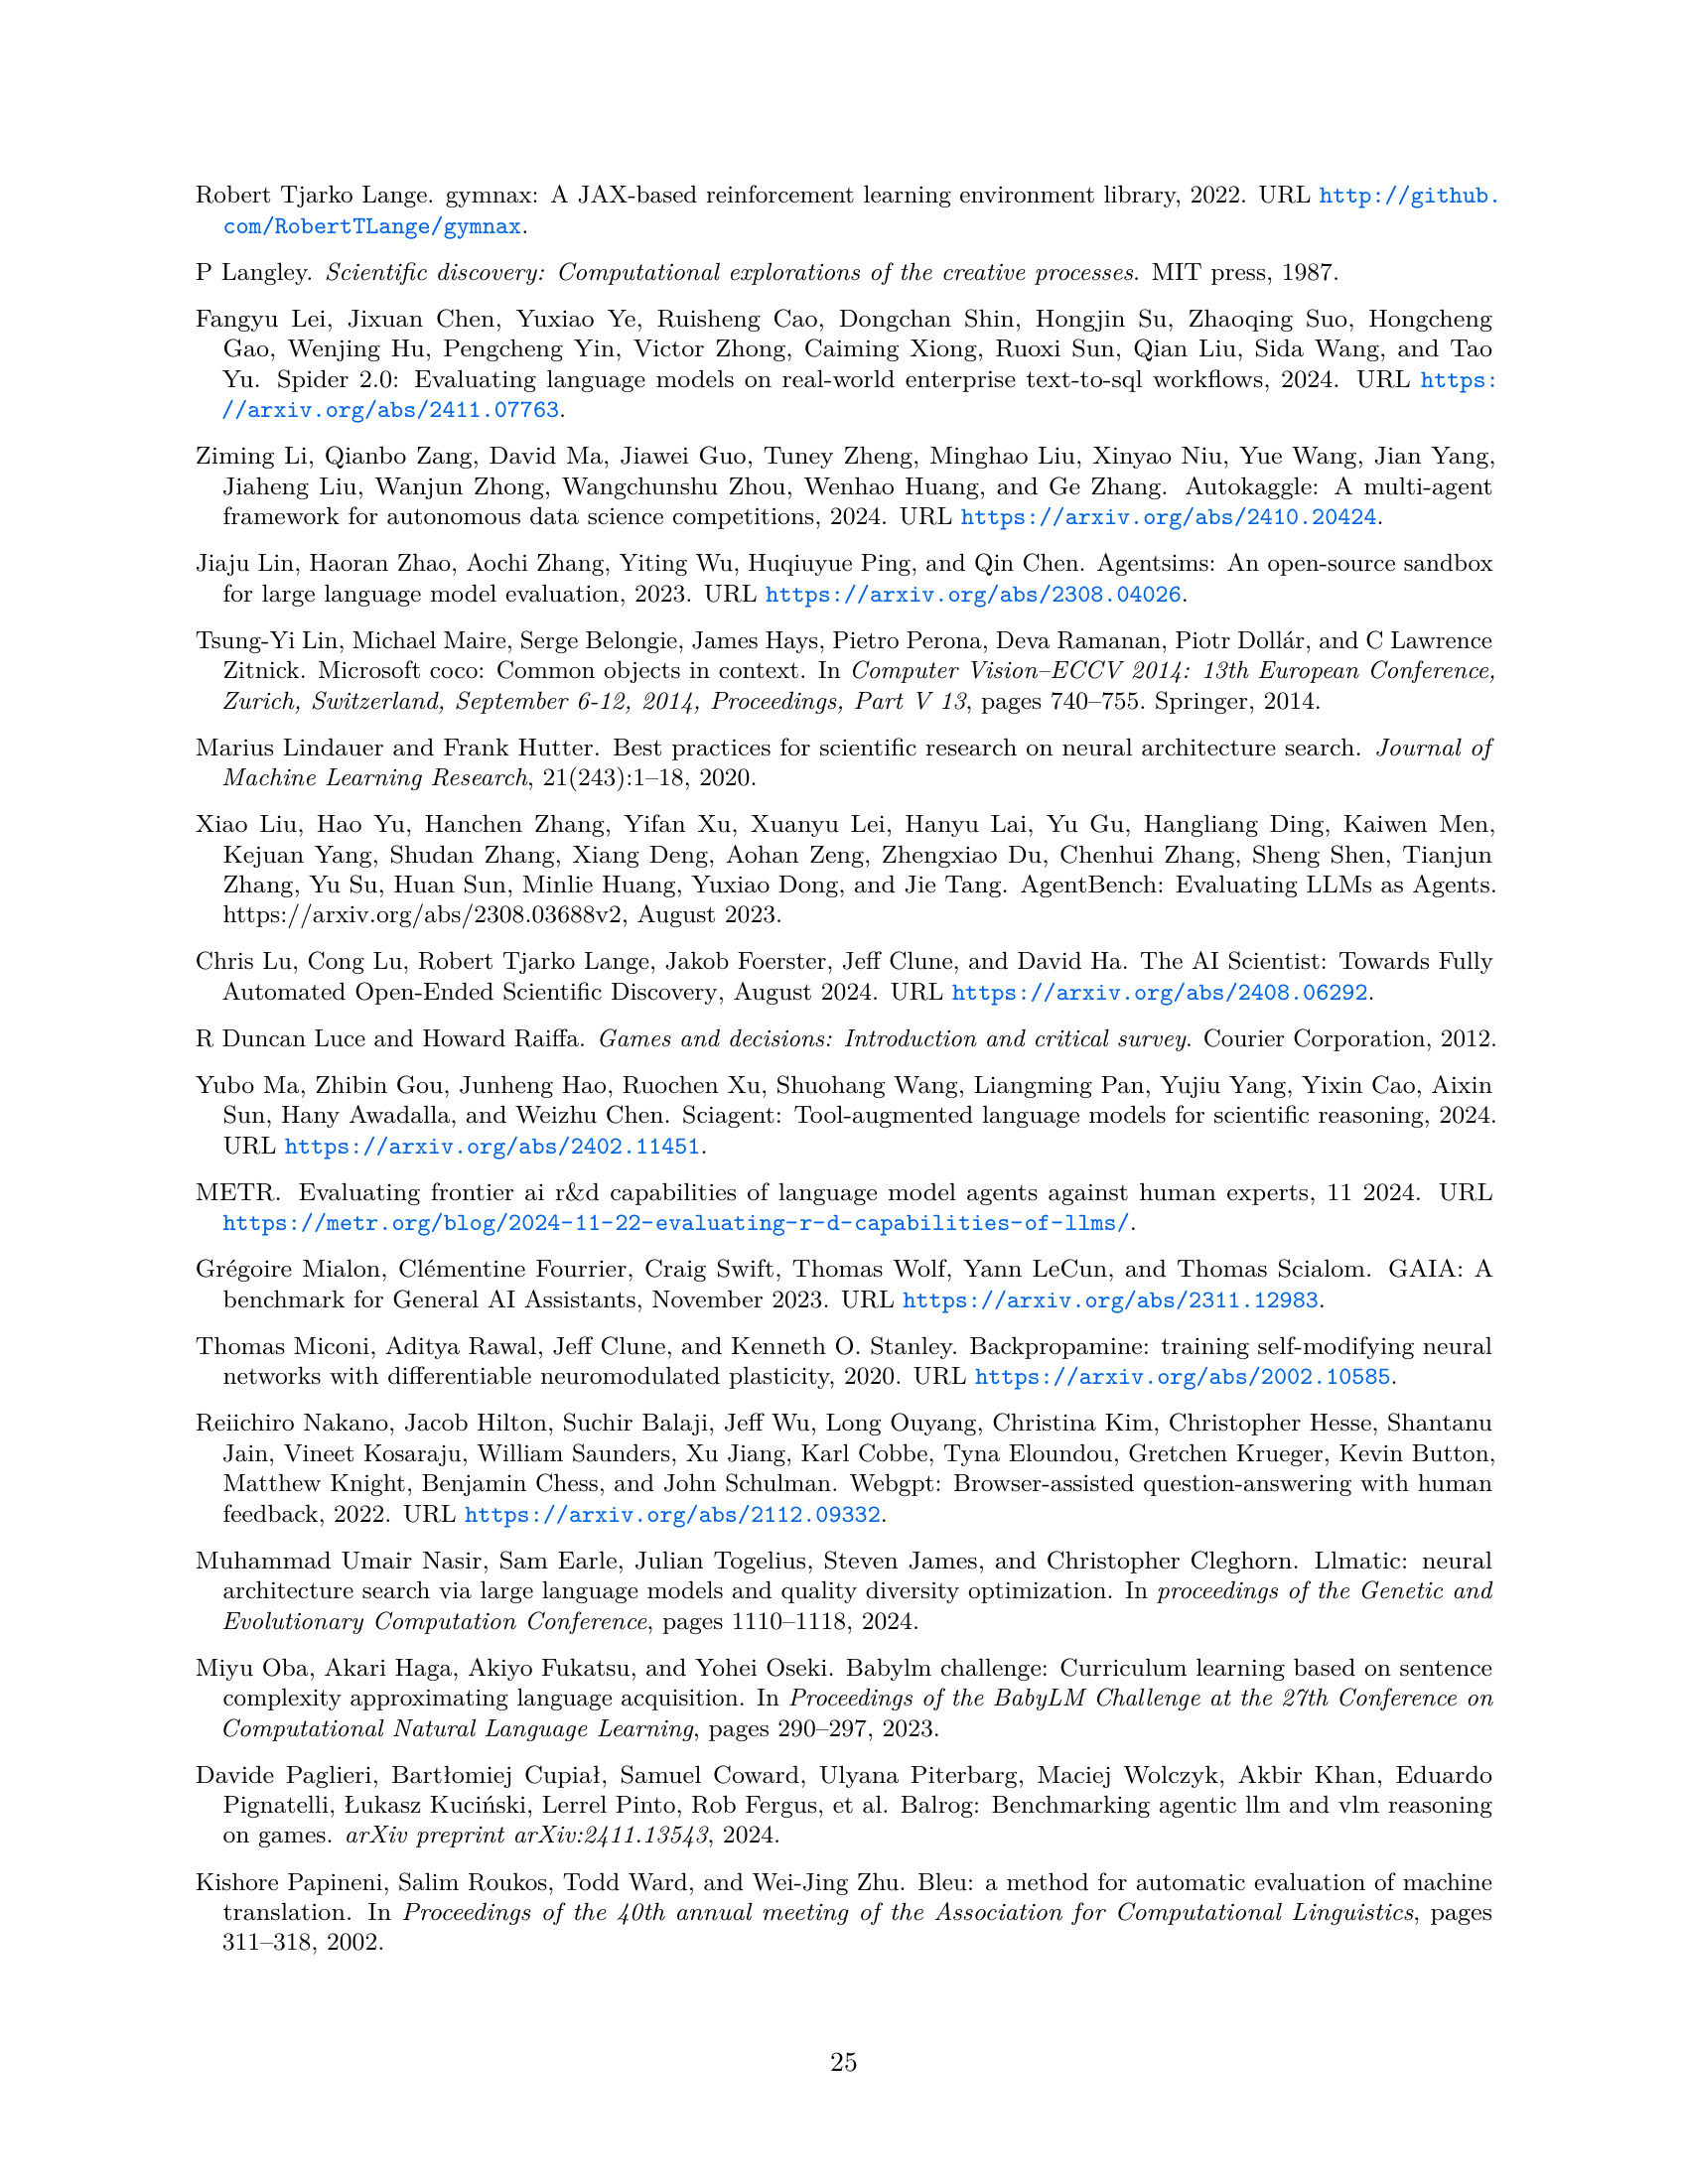 Robert Tjarko Lange. gymnax: A JAX-based reinforcement learning environment library, 2022. URL http://github.
com/RobertTLange/gymnax.
P Langley. Scientific discovery: Computational explorations of the creative processes. MIT press, 1987.
Fangyu Lei, Jixuan Chen, Yuxiao Ye, Ruisheng Cao, Dongchan Shin, Hongjin Su, Zhaoqing Suo, Hongcheng
Gao, Wenjing Hu, Pengcheng Yin, Victor Zhong, Caiming Xiong, Ruoxi Sun, Qian Liu, Sida Wang, and Tao
Yu. Spider 2.0: Evaluating language models on real-world enterprise text-to-sql workflows, 2024. URL https:
//arxiv.org/abs/2411.07763.
Ziming Li, Qianbo Zang, David Ma, Jiawei Guo, Tuney Zheng, Minghao Liu, Xinyao Niu, Yue Wang, Jian Yang,
Jiaheng Liu, Wanjun Zhong, Wangchunshu Zhou, Wenhao Huang, and Ge Zhang. Autokaggle: A multi-agent
framework for autonomous data science competitions, 2024. URL https://arxiv.org/abs/2410.20424.
Jiaju Lin, Haoran Zhao, Aochi Zhang, Yiting Wu, Huqiuyue Ping, and Qin Chen. Agentsims: An open-source sandbox
for large language model evaluation, 2023. URL https://arxiv.org/abs/2308.04026.
Tsung-Yi Lin, Michael Maire, Serge Belongie, James Hays, Pietro Perona, Deva Ramanan, Piotr Dollár, and C Lawrence
Zitnick. Microsoft coco: Common objects in context. In Computer Vision–ECCV 2014: 13th European Conference,
Zurich, Switzerland, September 6-12, 2014, Proceedings, Part V 13, pages 740–755. Springer, 2014.
Marius Lindauer and Frank Hutter. Best practices for scientific research on neural architecture search. Journal of
Machine Learning Research, 21(243):1–18, 2020.
Xiao Liu, Hao Yu, Hanchen Zhang, Yifan Xu, Xuanyu Lei, Hanyu Lai, Yu Gu, Hangliang Ding, Kaiwen Men,
Kejuan Yang, Shudan Zhang, Xiang Deng, Aohan Zeng, Zhengxiao Du, Chenhui Zhang, Sheng Shen, Tianjun
Zhang, Yu Su, Huan Sun, Minlie Huang, Yuxiao Dong, and Jie Tang. AgentBench: Evaluating LLMs as Agents.
https://arxiv.org/abs/2308.03688v2, August 2023.
Chris Lu, Cong Lu, Robert Tjarko Lange, Jakob Foerster, Jeff Clune, and David Ha. The AI Scientist: Towards Fully
Automated Open-Ended Scientific Discovery, August 2024. URL https://arxiv.org/abs/2408.06292.
R Duncan Luce and Howard Raiffa. Games and decisions: Introduction and critical survey. Courier Corporation, 2012.
Yubo Ma, Zhibin Gou, Junheng Hao, Ruochen Xu, Shuohang Wang, Liangming Pan, Yujiu Yang, Yixin Cao, Aixin
Sun, Hany Awadalla, and Weizhu Chen. Sciagent: Tool-augmented language models for scientific reasoning, 2024.
URL https://arxiv.org/abs/2402.11451.
METR. Evaluating frontier ai r&d capabilities of language model agents against human experts, 11 2024. URL
https://metr.org/blog/2024-11-22-evaluating-r-d-capabilities-of-llms/.
Grégoire Mialon, Clémentine Fourrier, Craig Swift, Thomas Wolf, Yann LeCun, and Thomas Scialom. GAIA: A
benchmark for General AI Assistants, November 2023. URL https://arxiv.org/abs/2311.12983.
Thomas Miconi, Aditya Rawal, Jeff Clune, and Kenneth O. Stanley. Backpropamine: training self-modifying neural
networks with differentiable neuromodulated plasticity, 2020. URL https://arxiv.org/abs/2002.10585.
Reiichiro Nakano, Jacob Hilton, Suchir Balaji, Jeff Wu, Long Ouyang, Christina Kim, Christopher Hesse, Shantanu
Jain, Vineet Kosaraju, William Saunders, Xu Jiang, Karl Cobbe, Tyna Eloundou, Gretchen Krueger, Kevin Button,
Matthew Knight, Benjamin Chess, and John Schulman. Webgpt: Browser-assisted question-answering with human
feedback, 2022. URL https://arxiv.org/abs/2112.09332.
Muhammad Umair Nasir, Sam Earle, Julian Togelius, Steven James, and Christopher Cleghorn. Llmatic: neural
architecture search via large language models and quality diversity optimization. In proceedings of the Genetic and
Evolutionary Computation Conference, pages 1110–1118, 2024.
Miyu Oba, Akari Haga, Akiyo Fukatsu, and Yohei Oseki. Babylm challenge: Curriculum learning based on sentence
complexity approximating language acquisition. In Proceedings of the BabyLM Challenge at the 27th Conference on
Computational Natural Language Learning, pages 290–297, 2023.
Davide Paglieri, Bartłomiej Cupiał, Samuel Coward, Ulyana Piterbarg, Maciej Wolczyk, Akbir Khan, Eduardo
Pignatelli, Łukasz Kuciński, Lerrel Pinto, Rob Fergus, et al. Balrog: Benchmarking agentic llm and vlm reasoning
on games. arXiv preprint arXiv:2411.13543, 2024.
Kishore Papineni, Salim Roukos, Todd Ward, and Wei-Jing Zhu. Bleu: a method for automatic evaluation of machine
translation. In Proceedings of the 40th annual meeting of the Association for Computational Linguistics, pages
311–318, 2002.
25